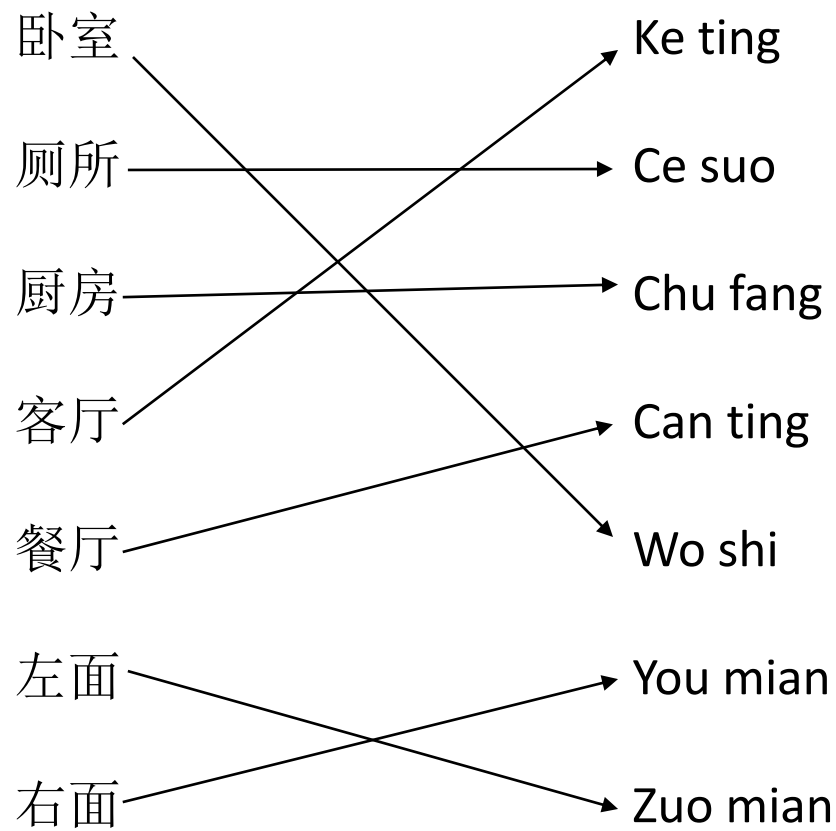 卧室 Ke ting
厕所 Ce suo
厨房 Chu fang
客厅 Can ting
餐厅 Wo shi
左面 You mian
右面 Zuo mian